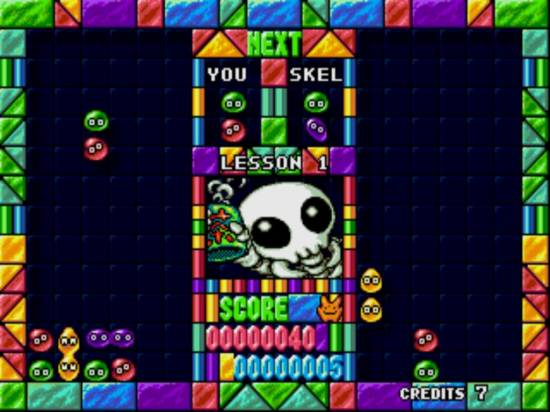 NEXT
YOU SKEL
LESSON 1
SCORE
00000040
00000005
CREDITS 7